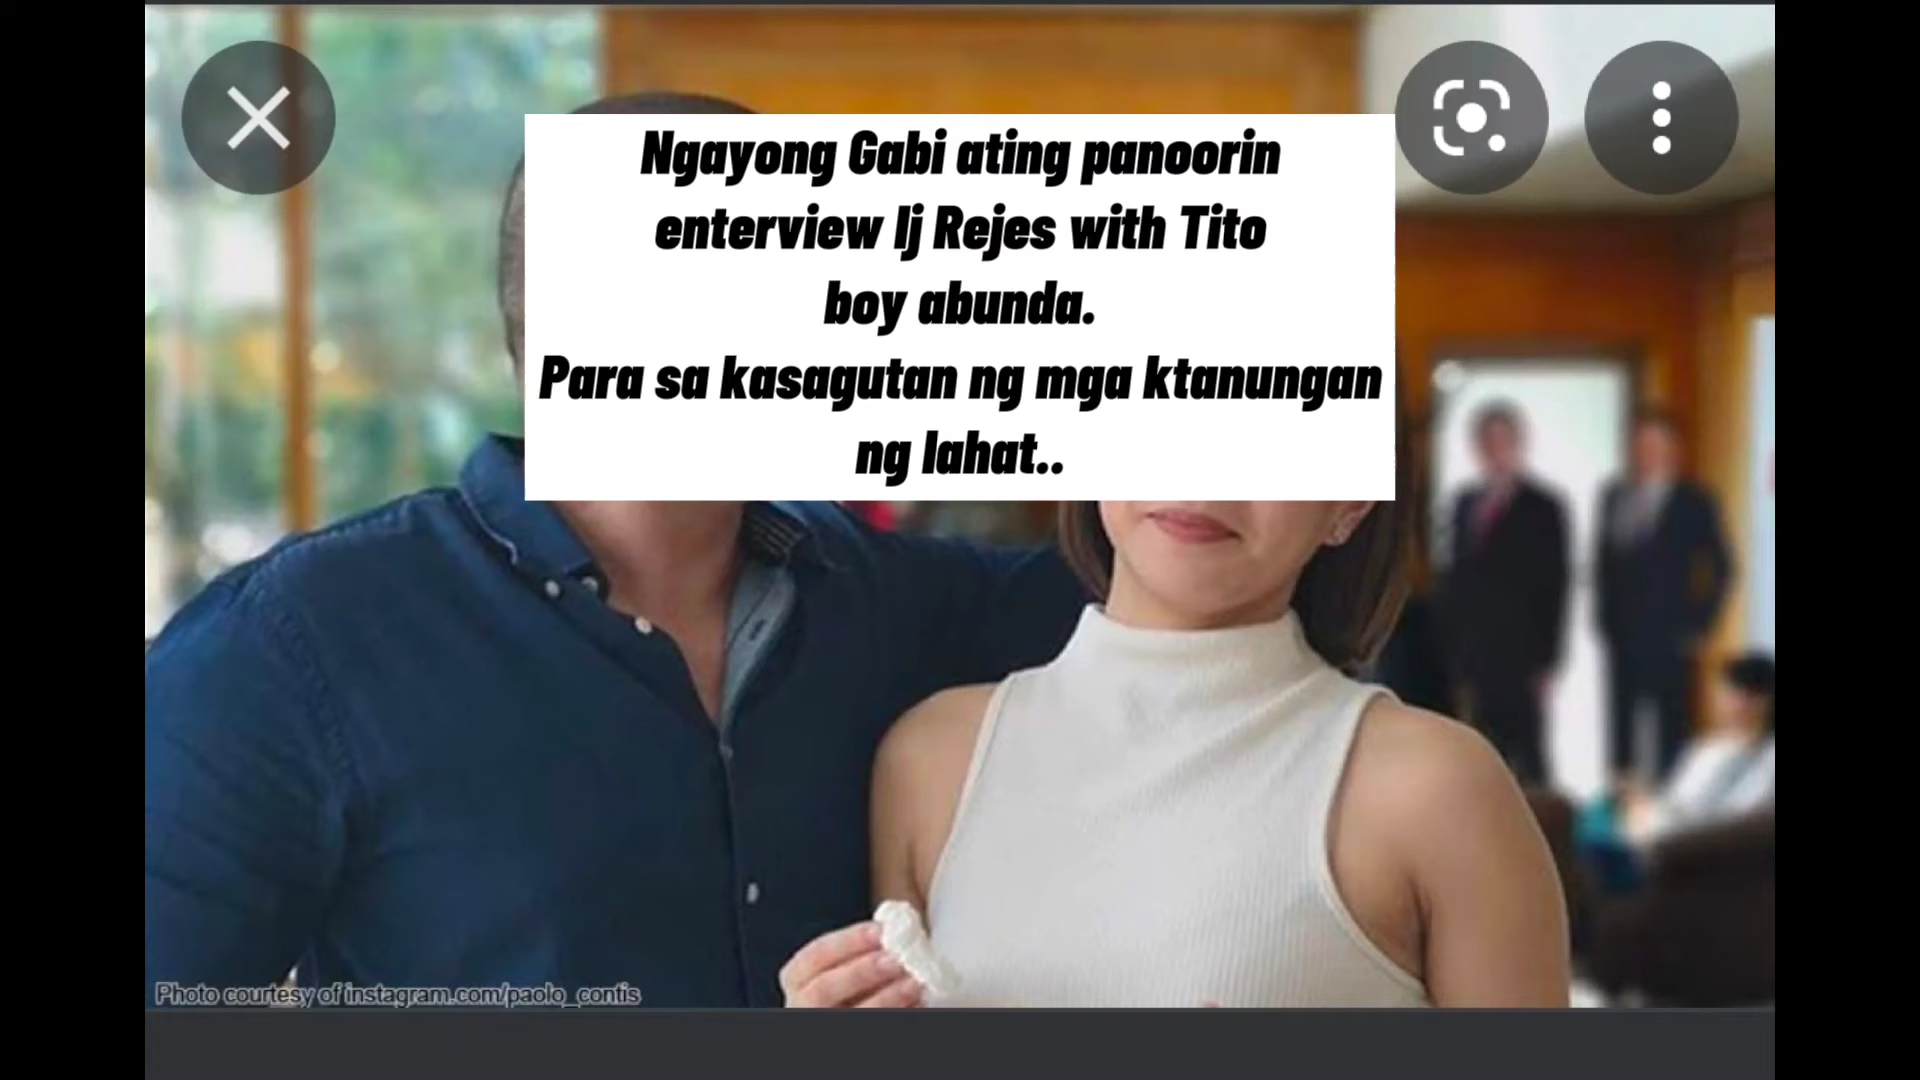 Ngayong Gabi ating panoorin
enterview lj Rejes with Tito
boy abunda.
Para sa kasagutan ng mga ktanungan
ng lahat..
Photo courtesy of instagram.com/paolo_contis